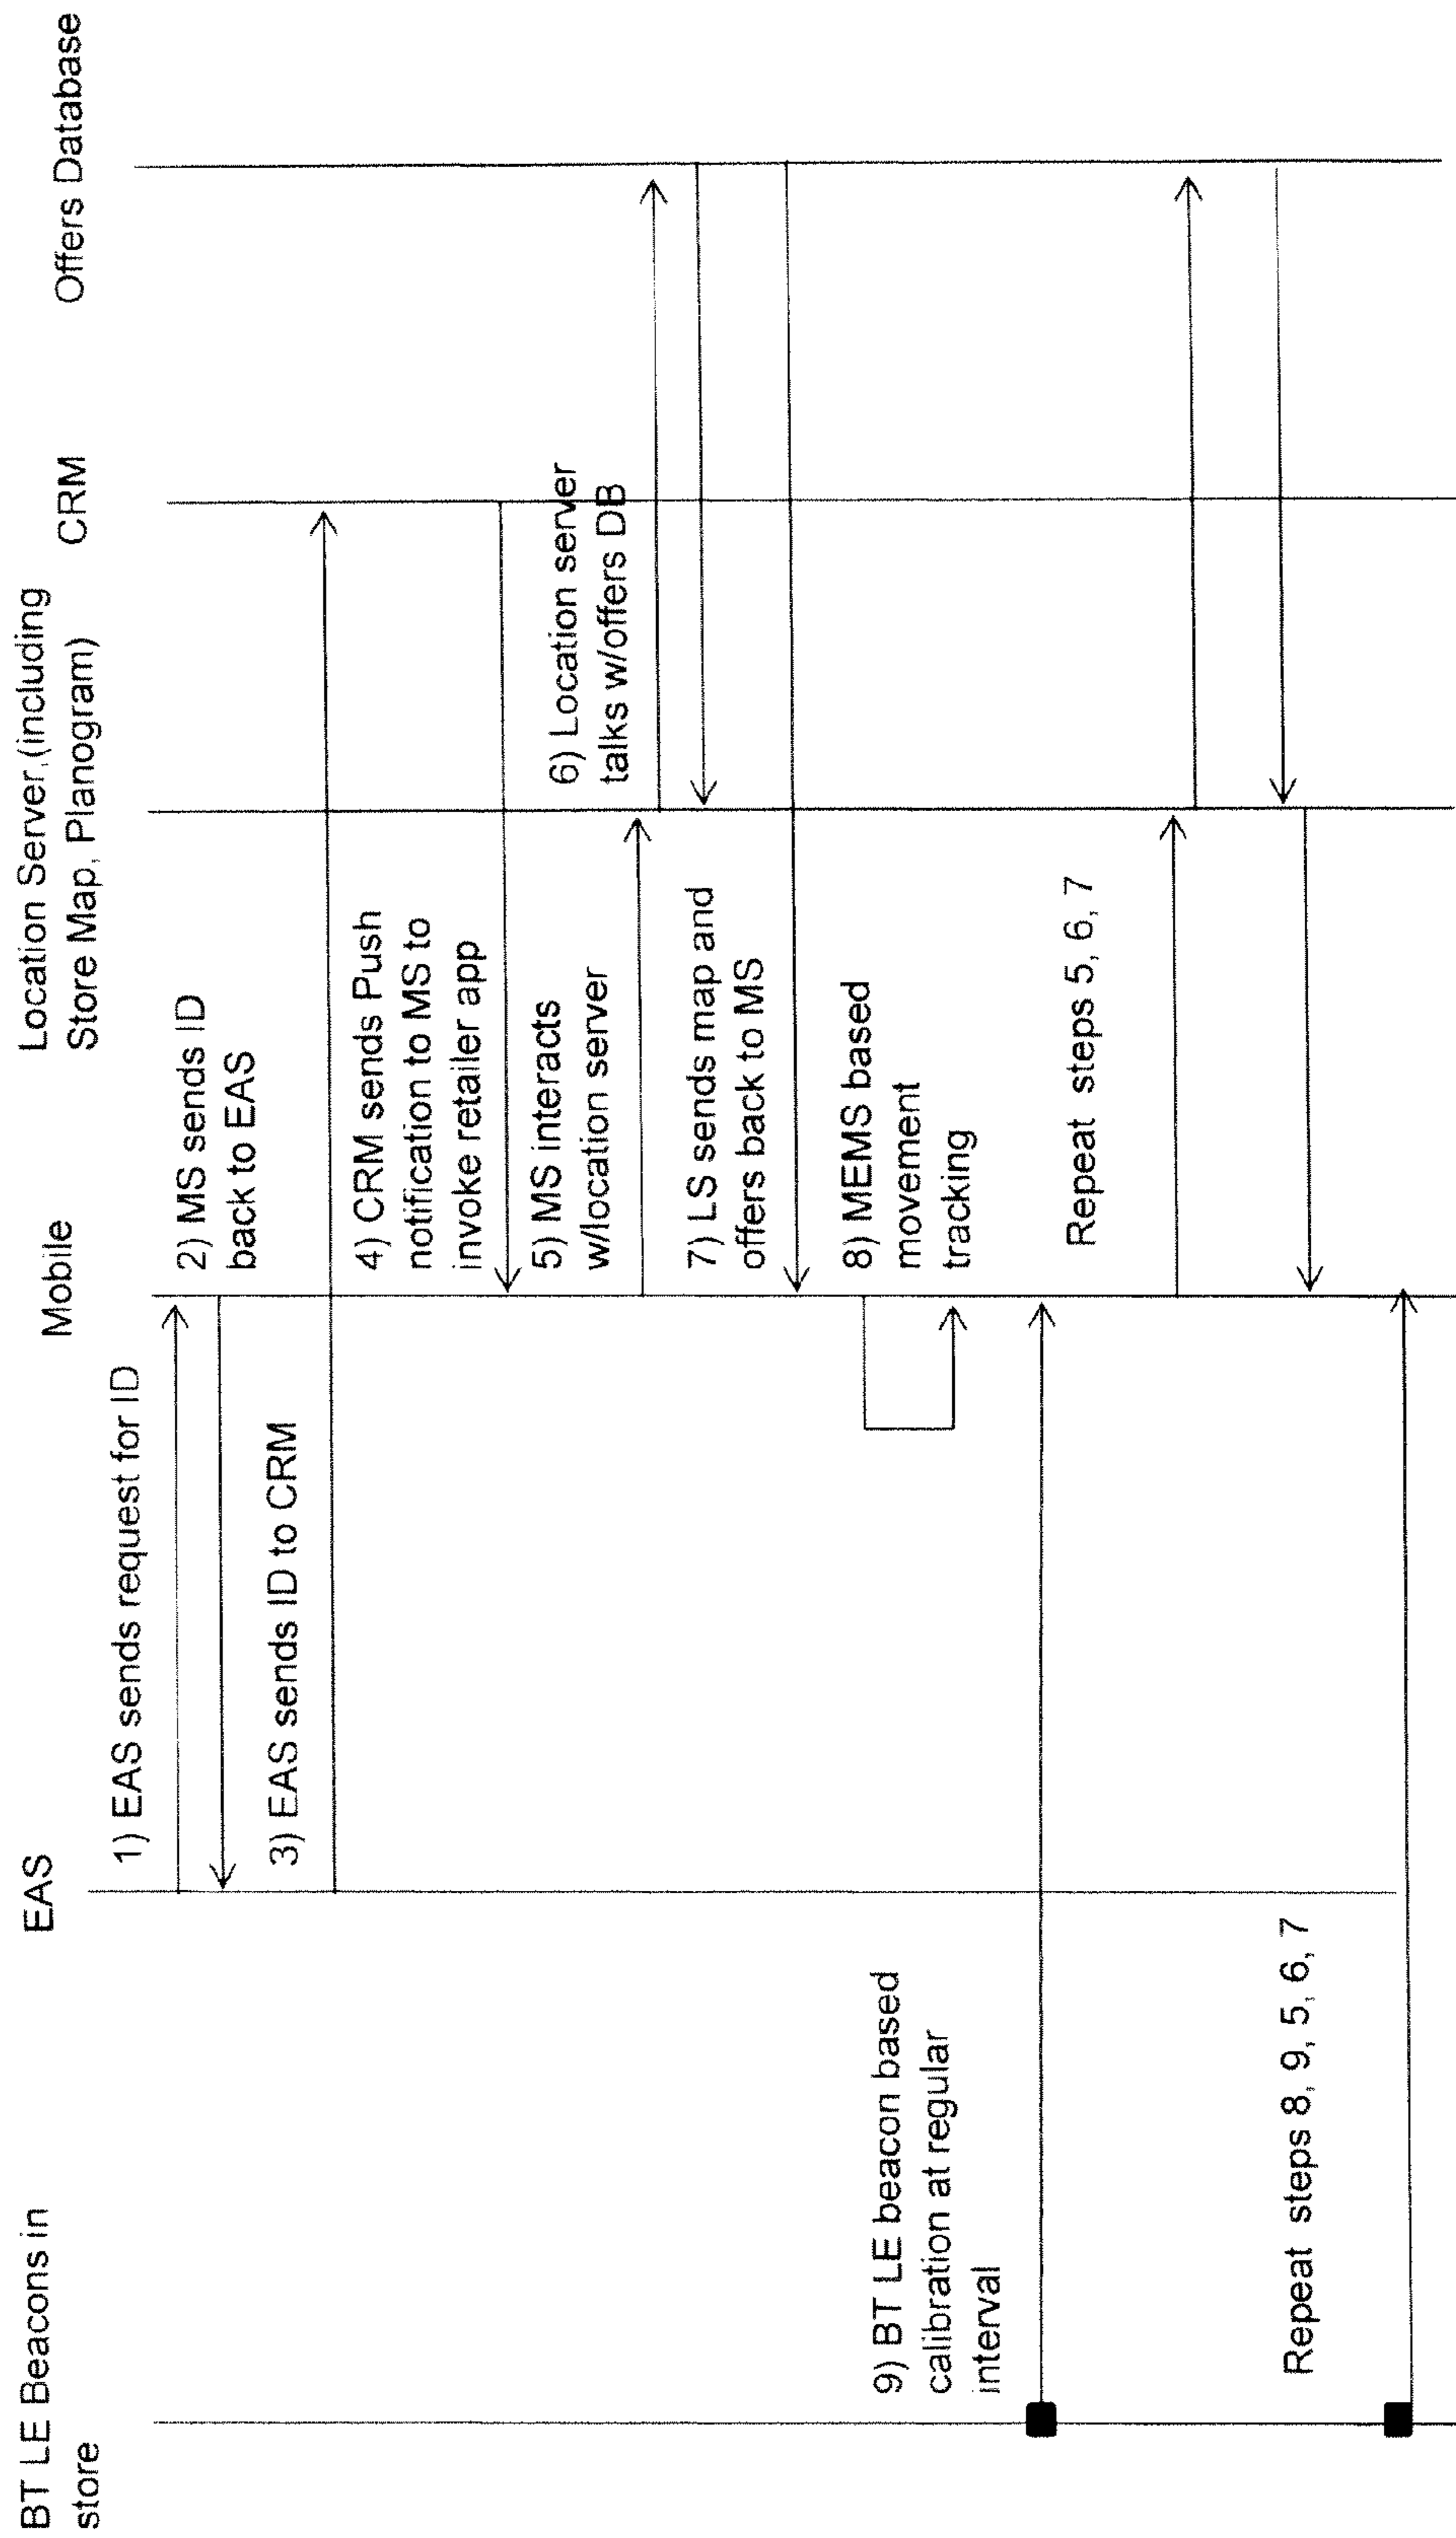 BT LE Beacons in
store
EAS
Mobile
Location Server,(including
Store Map, Planogram)
CRM
Offers Database
1) EAS sends request for ID
2) MS sends ID
back to EAS
3) EAS sends ID to CRM
4) CRM sends Push
notification to MS to
invoke retailer app
5) MS interacts
w/location server
6) Location server
talks w/offers DB
7) LS sends map and
offers back to MS
8) MEMS based
movement
tracking
9) BT LE beacon based
calibration at regular
interval
Repeat steps 5, 6, 7
Repeat steps 8, 9, 5, 6, 7